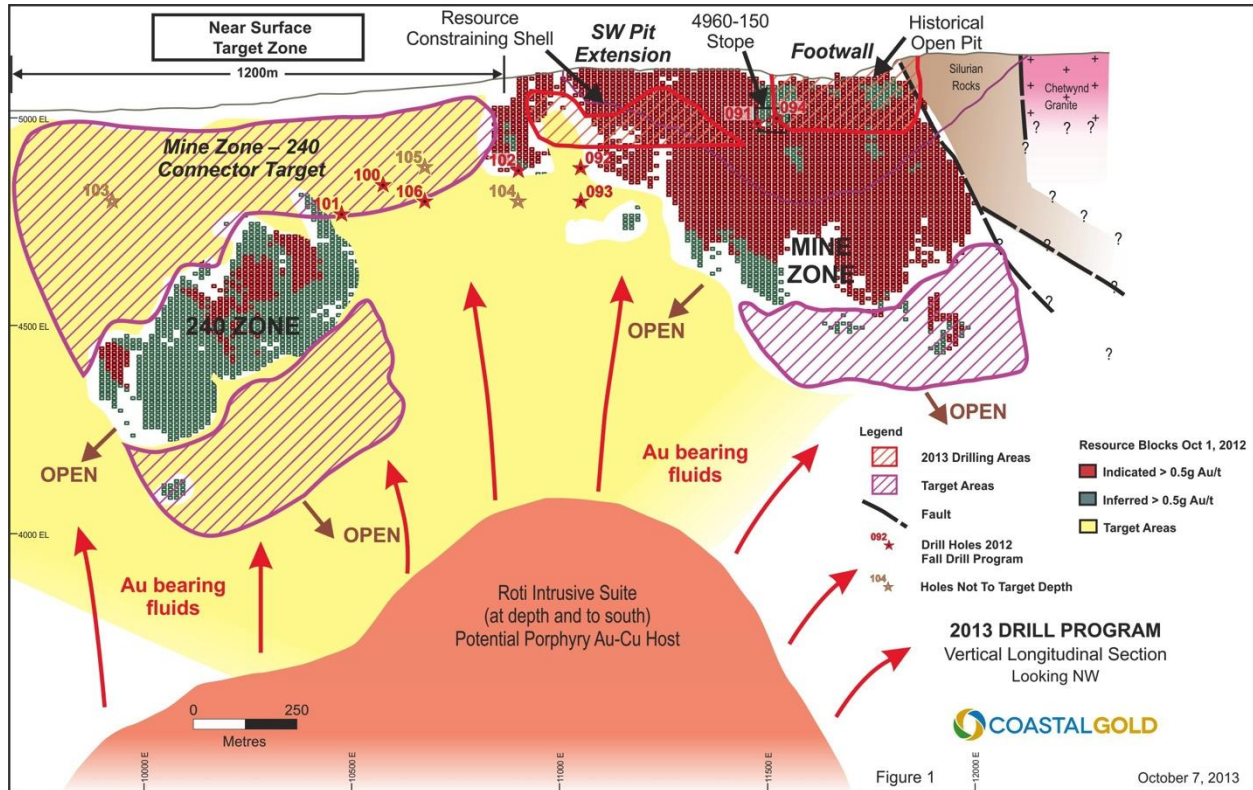 Near Surface
Target Zone
1200m
Resource
Constraining Shell
SW Pit
Extension
4960-150
Stope
Footwall
Historical
Open Pit
Silurian
Rocks
Chetwynd
Granite
5000 EL
4500 EL
4000 EL
Mine Zone – 240
Connector Target
103
105
100
101
106
102
104
092
093
091
094
MINE
ZONE
240 ZONE
OPEN
OPEN
OPEN
OPEN
Au bearing
fluids
Au bearing
fluids
Roti Intrusive Suite
(at depth and to south)
Potential Porphyry Au-Cu Host
0 250
Metres
10000 E
10500 E
11000 E
11500 E
12000 E
Legend
2013 Drilling Areas
Target Areas
Fault
092
Drill Holes 2012
Fall Drill Program
104
Holes Not To Target Depth
Resource Blocks Oct 1, 2012
Indicated > 0.5g Au/t
Inferred > 0.5g Au/t
Target Areas
2013 DRILL PROGRAM
Vertical Longitudinal Section
Looking NW
COASTALGOLD
Figure 1
October 7, 2013
? ? ?
?
?
?
?
?
?
?
?